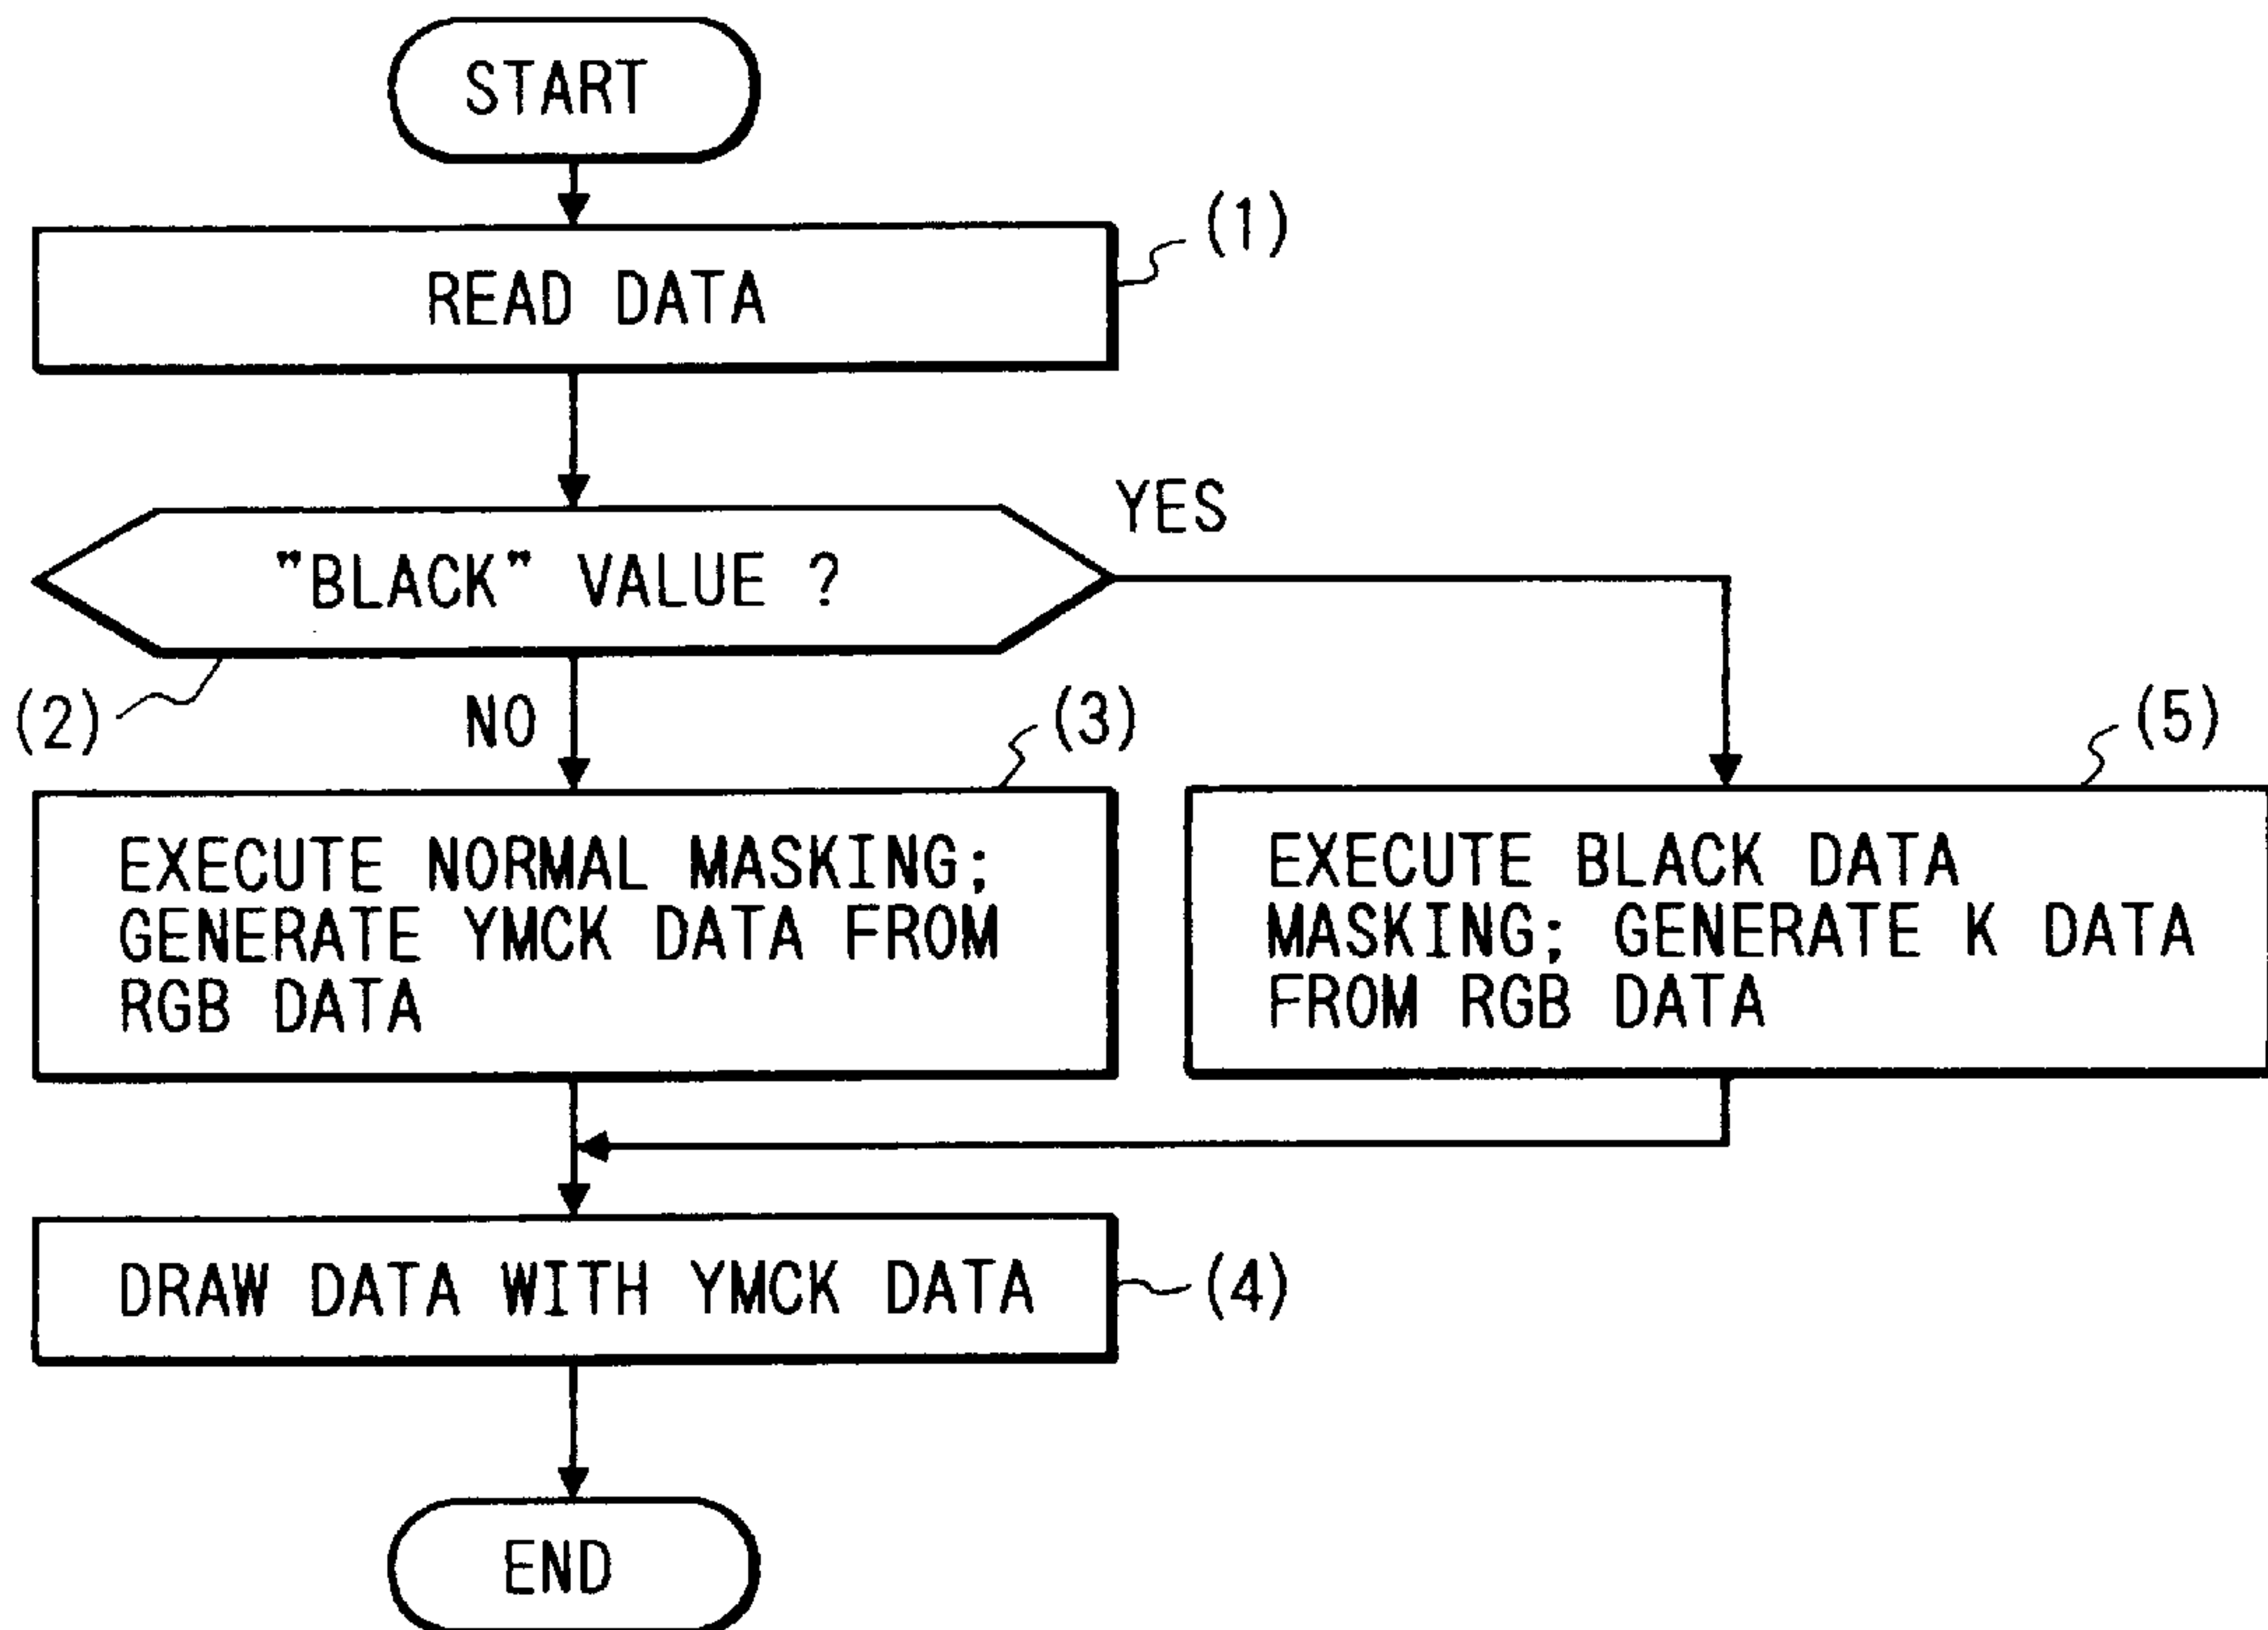 START
(1)
READ DATA
YES
"BLACK" VALUE ?
(2)
NO
(3)
(5)
EXECUTE NORMAL MASKING;
GENERATE YMCK DATA FROM
RGB DATA
EXECUTE BLACK DATA
MASKING; GENERATE K DATA
FROM RGB DATA
DRAW DATA WITH YMCK DATA
(4)
END